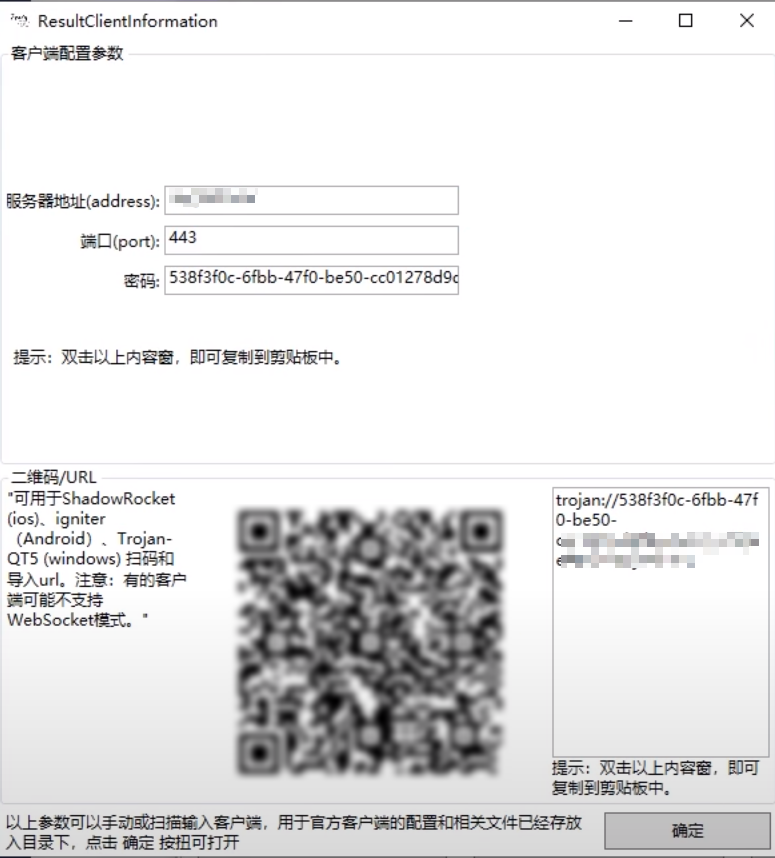 ResultClientInformation
客户端配置参数
服务器地址(address):
端口(port): 443
密码: 538f3f0c-6fbb-47f0-be50-cc01278d9c
提示：双击以上内容窗，即可复制到剪贴板中。
二维码/URL
"可用于ShadowRocket
(ios)、igniter
（Android）、Trojan-
QT5 (windows) 扫码和
导入url。注意：有的客户
端可能不支持
WebSocket模式。"
trojan://538f3f0c-6fbb-47f
0-be50-
提示：双击以上内容窗，即可
复制到剪贴板中。
以上参数可以手动或扫描输入客户端，用于官方客户端的配置和相关文件已经存放
入目录下，点击 确定 按扭可打开
确定